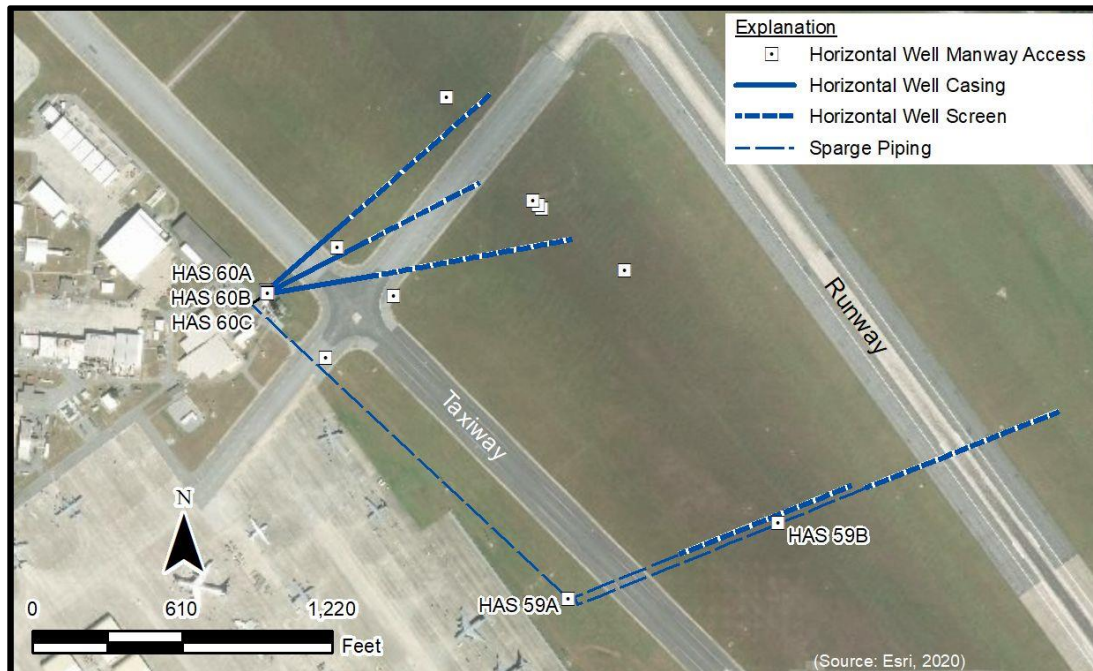 Explanation
Horizontal Well Manway Access
Horizontal Well Casing
Horizontal Well Screen
Sparge Piping
HAS 60A
HAS 60B
HAS 60C
Runway
Taxiway
HAS 59B
HAS 59A
N
0 610 1,220
Feet
(Source: Esri, 2020)